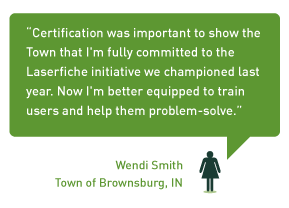 "Certification was important to show the
Town that I'm fully committed to the
Laserfiche initiative we championed last
year. Now I'm better equipped to train
users and help them problem-solve."
Wendi Smith
Town of Brownsburg, IN